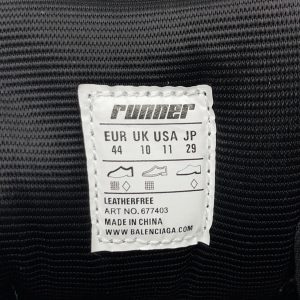 runner
EUR UK USA JP
44 10 11 29
LEATHERFREE
ART NO. 677403
MADE IN CHINA
WWW.BALENCIAGA.COM